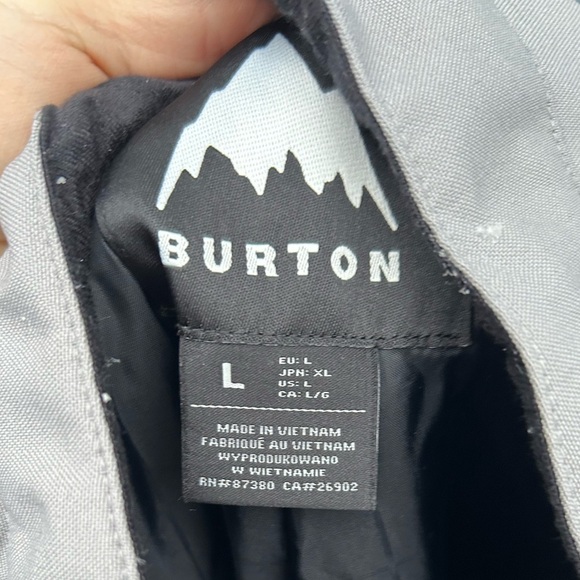 BURTON
L
EU: L
JPN: XL
US: L
CA: L/G
MADE IN VIETNAM
FABRIQUÉ AU VIETNAM
WYPRODUKOWANO
W WIETNAMIE
RN#87380 CA#26902